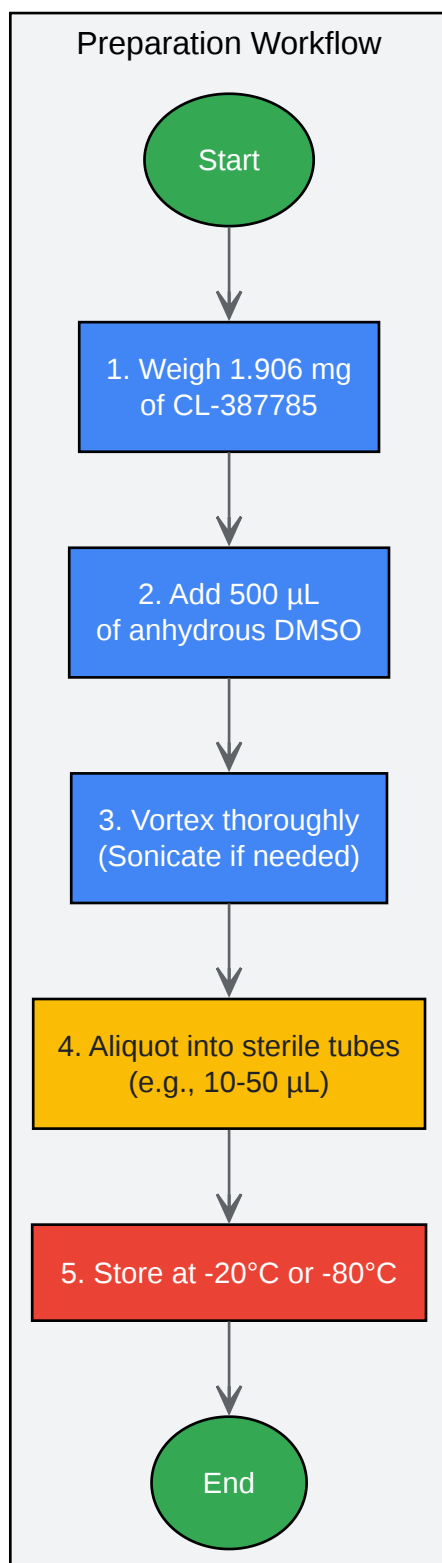 Preparation Workflow
Start
1. Weigh 1.906 mg
of CL-387785
2. Add 500 µL
of anhydrous DMSO
3. Vortex thoroughly
(Sonicate if needed)
4. Aliquot into sterile tubes
(e.g., 10-50 µL)
5. Store at -20°C or -80°C
End